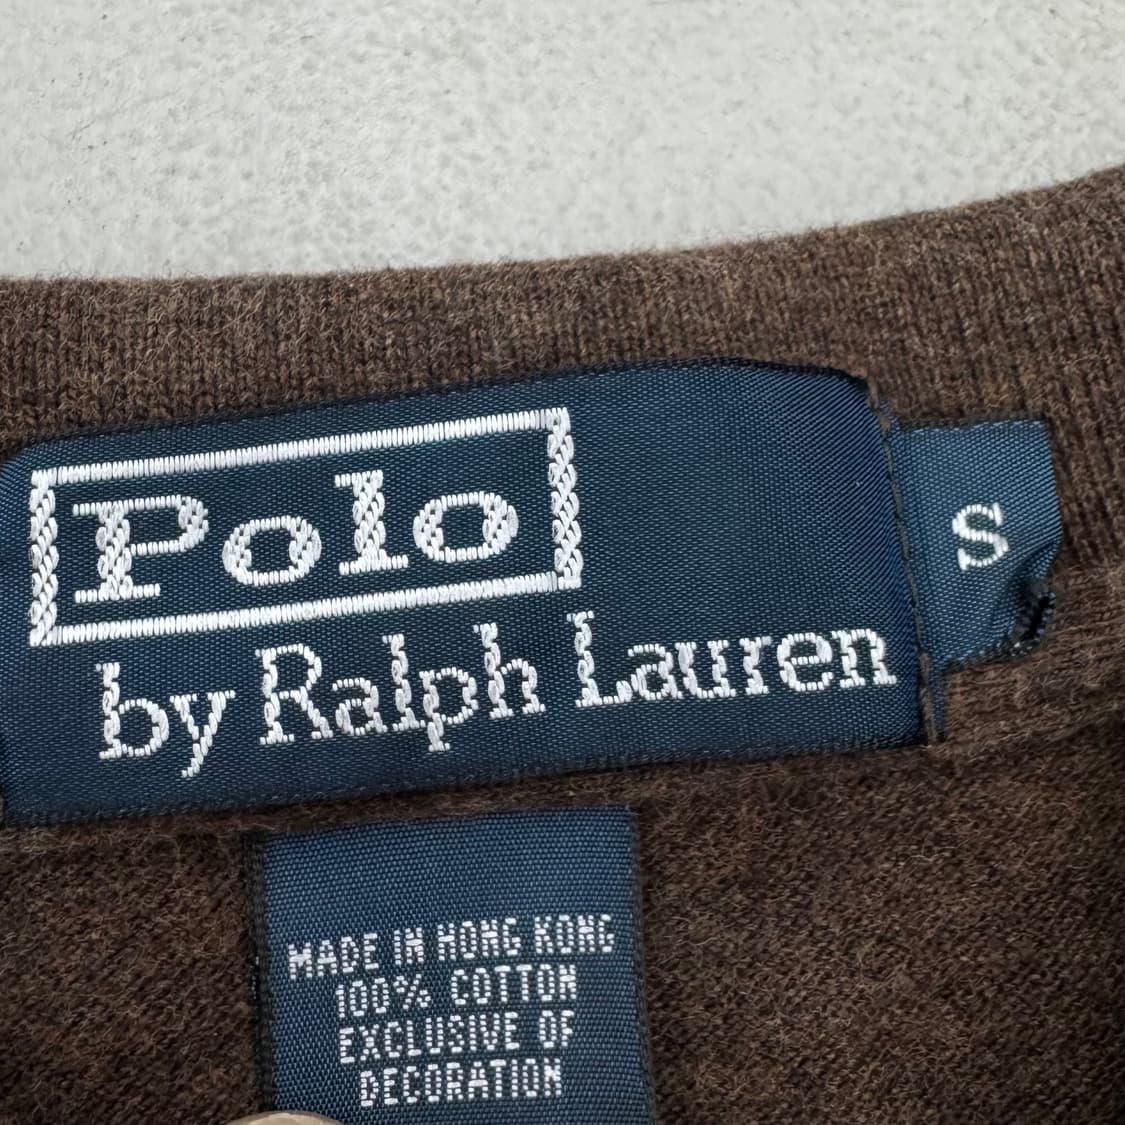 Polo
by Ralph Lauren
S
MADE IN HONG KONG
100% COTTON
EXCLUSIVE OF
DECORATION